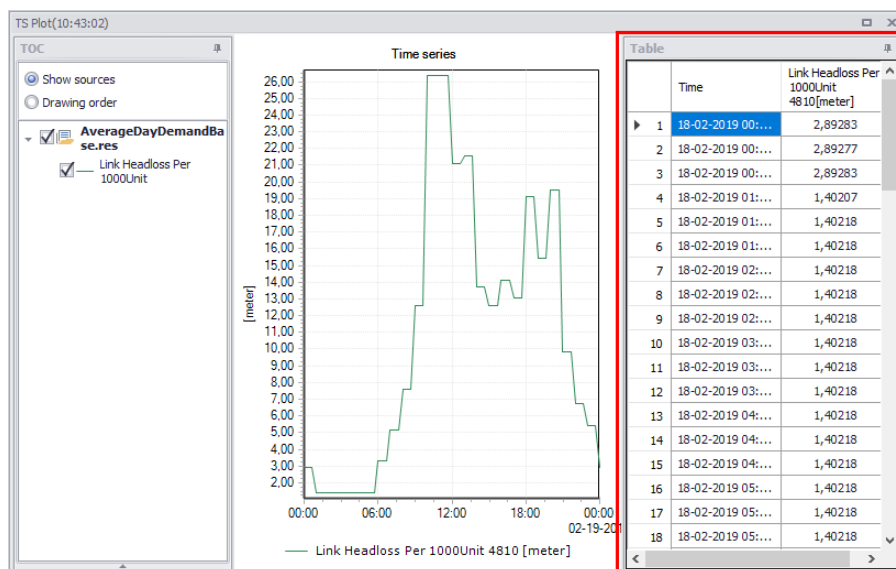 TS Plot(10:43:02)
TOC
Show sources
Drawing order
AverageDayDemandBa
se.res
Link Headloss Per
1000Unit
Time series
26,00
25,00
24,00
23,00
22,00
21,00
20,00
19,00
18,00
17,00
16,00
15,00
14,00
13,00
12,00
11,00
10,00
9,00
8,00
7,00
6,00
5,00
4,00
3,00
2,00
[meter]
00:00 06:00 12:00 18:00 00:00
02-19-201
Link Headloss Per 1000Unit 4810 [meter]
Table
Time
Link Headloss Per
1000Unit
4810[meter]
1 18-02-2019 00:... 2,89283
2 18-02-2019 00:... 2,89277
3 18-02-2019 00:... 2,89283
4 18-02-2019 01:... 1,40207
5 18-02-2019 01:... 1,40218
6 18-02-2019 01:... 1,40218
7 18-02-2019 02:... 1,40218
8 18-02-2019 02:... 1,40218
9 18-02-2019 02:... 1,40218
10 18-02-2019 03:... 1,40218
11 18-02-2019 03:... 1,40218
12 18-02-2019 03:... 1,40218
13 18-02-2019 04:... 1,40218
14 18-02-2019 04:... 1,40218
15 18-02-2019 04:... 1,40218
16 18-02-2019 05:... 1,40218
17 18-02-2019 05:... 1,40218
18 18-02-2019 05:... 1,40218